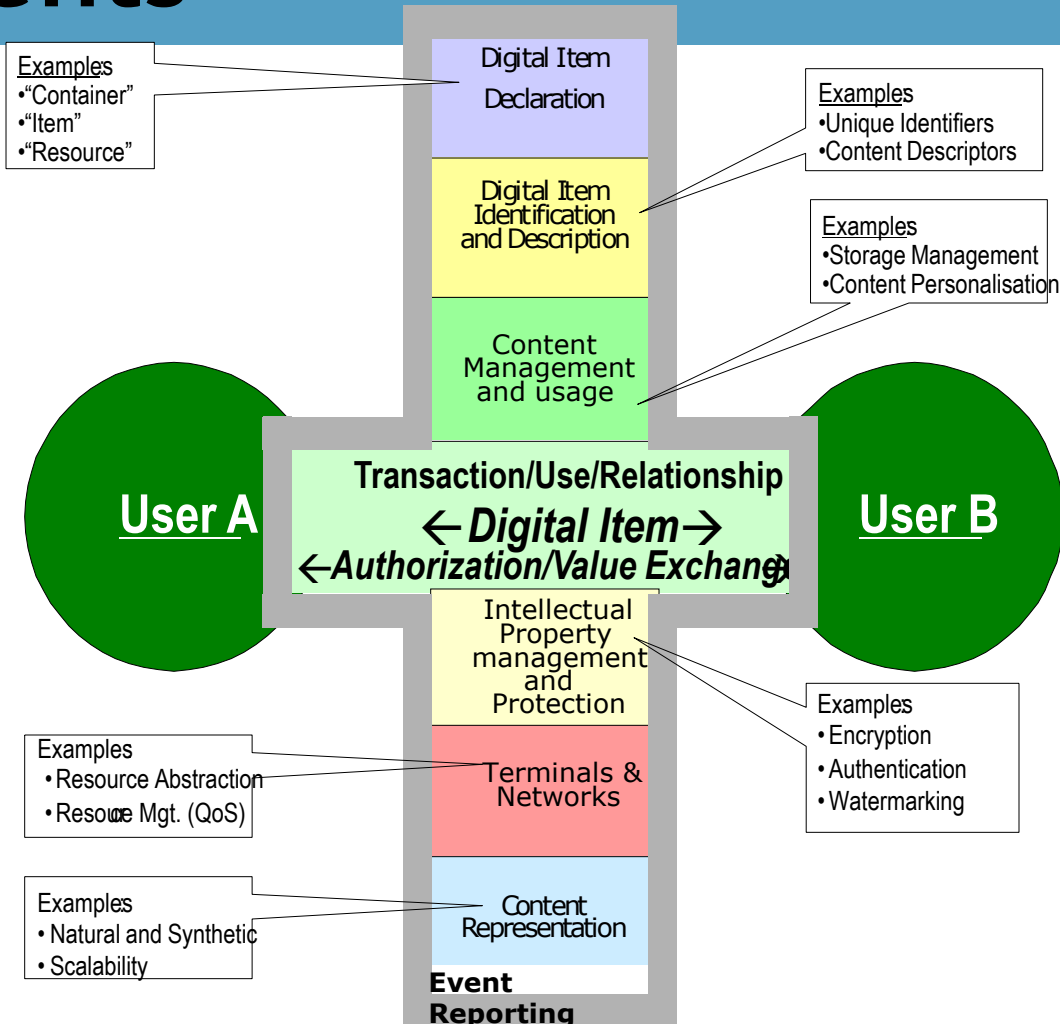 ents
Digital Item
Declaration
Examples
•“Container”
•“Item”
•“Resource”
Examples
•Unique Identifiers
•Content Descriptors
Digital Item
Identification
and Description
Examples
•Storage Management
•Content Personalisation
Content
Management
and usage
User A
Transaction/Use/Relationship
←Digital Item→
←Authorization/Value Exchange→
User B
Intellectual
Property
management
and
Protection
Examples
• Encryption
• Authentication
• Watermarking
Examples
• Resource Abstraction
• Resource Mgt. (QoS)
Terminals &
Networks
Examples
• Natural and Synthetic
• Scalability
Content
Representation
Event
Reporting